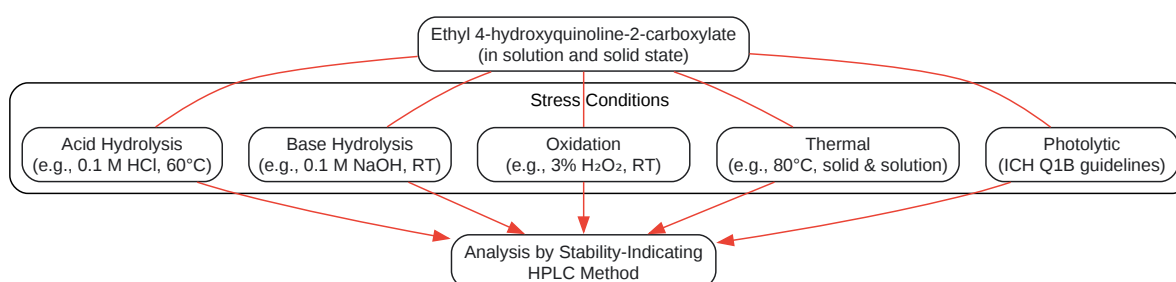 Ethyl 4-hydroxyquinoline-2-carboxylate
(in solution and solid state)
Stress Conditions
Acid Hydrolysis
(e.g., 0.1 M HCl, 60°C)
Base Hydrolysis
(e.g., 0.1 M NaOH, RT)
Oxidation
(e.g., 3% H₂O₂, RT)
Thermal
(e.g., 80°C, solid & solution)
Photolytic
(ICH Q1B guidelines)
Analysis by Stability-Indicating
HPLC Method